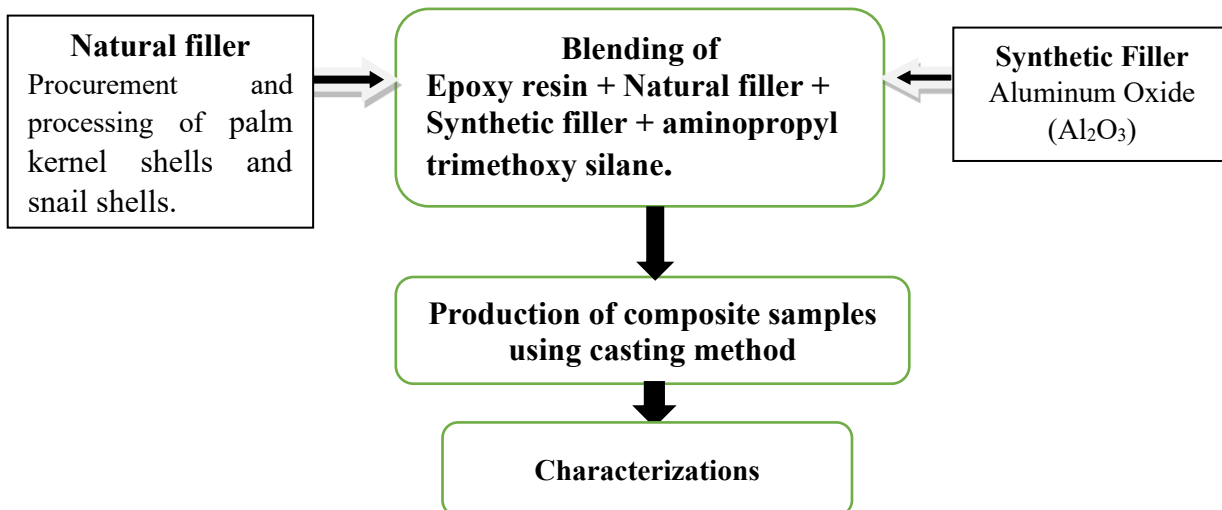 Natural filler
Procurement and
processing of palm
kernel shells and
snail shells.
Blending of
Epoxy resin + Natural filler +
Synthetic filler + aminopropyl
trimethoxy silane.
Synthetic Filler
Aluminum Oxide
(Al₂O₃)
Production of composite samples
using casting method
Characterizations